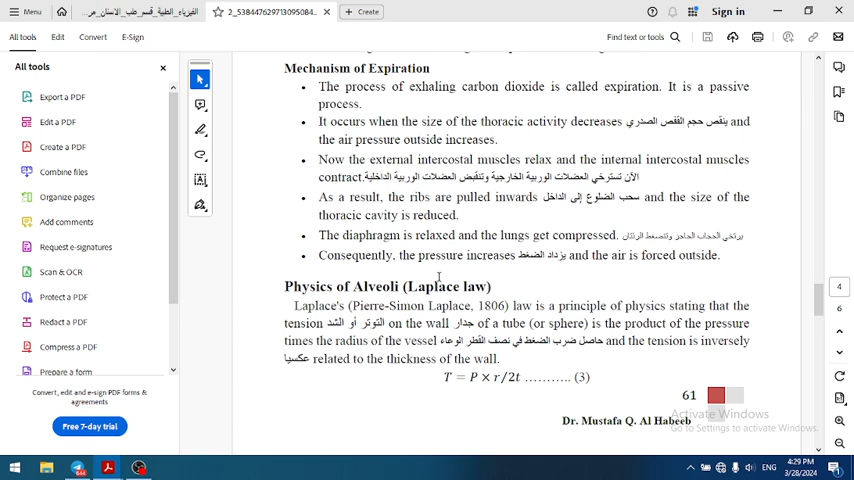 Menu
الفيزياء_الطبية_قسم_طب_الاسنان_مر...
2_538447629713095084...
Create
Sign in
All tools
Edit
Convert
E-Sign
Find text or tools
All tools
Export a PDF
Edit a PDF
Create a PDF
Combine files
Organize pages
Add comments
Request e-signatures
Scan & OCR
Protect a PDF
Redact a PDF
Compress a PDF
Prepare a form
Convert, edit and e-sign PDF forms & agreements
Free 7-day trial
Mechanism of Expiration
• The process of exhaling carbon dioxide is called expiration. It is a passive
process.
• It occurs when the size of the thoracic activity decreases ينقص حجم القفص الصدري and
the air pressure outside increases.
• Now the external intercostal muscles relax and the internal intercostal muscles
contract.الآن تسترخي العضلات الوربية الخارجية وتنقبض العضلات الوربية الداخلية
• As a result, the ribs are pulled inwards سحب الضلوع إلى الداخل and the size of the
thoracic cavity is reduced.
• The diaphragm is relaxed and the lungs get compressed. يرتخي الحجاب الحاجز وتنضغط الرئتان
• Consequently, the pressure increases يزداد الضغط and the air is forced outside.
Physics of Alveoli (Laplace law)
Laplace's (Pierre-Simon Laplace, 1806) law is a principle of physics stating that the
tension التوتر أو الشد on the wall جدار of a tube (or sphere) is the product of the pressure
times the radius of the vessel حاصل ضرب الضغط في نصف القطر الوعاء and the tension is inversely
عكسيا related to the thickness of the wall.
T = P × r/2t ........... (3)
61
Dr. Mustafa Q. Al Habeeb
Activate Windows
Go to Settings to activate Windows.
4
6
ENG
4:29 PM
3/28/2024